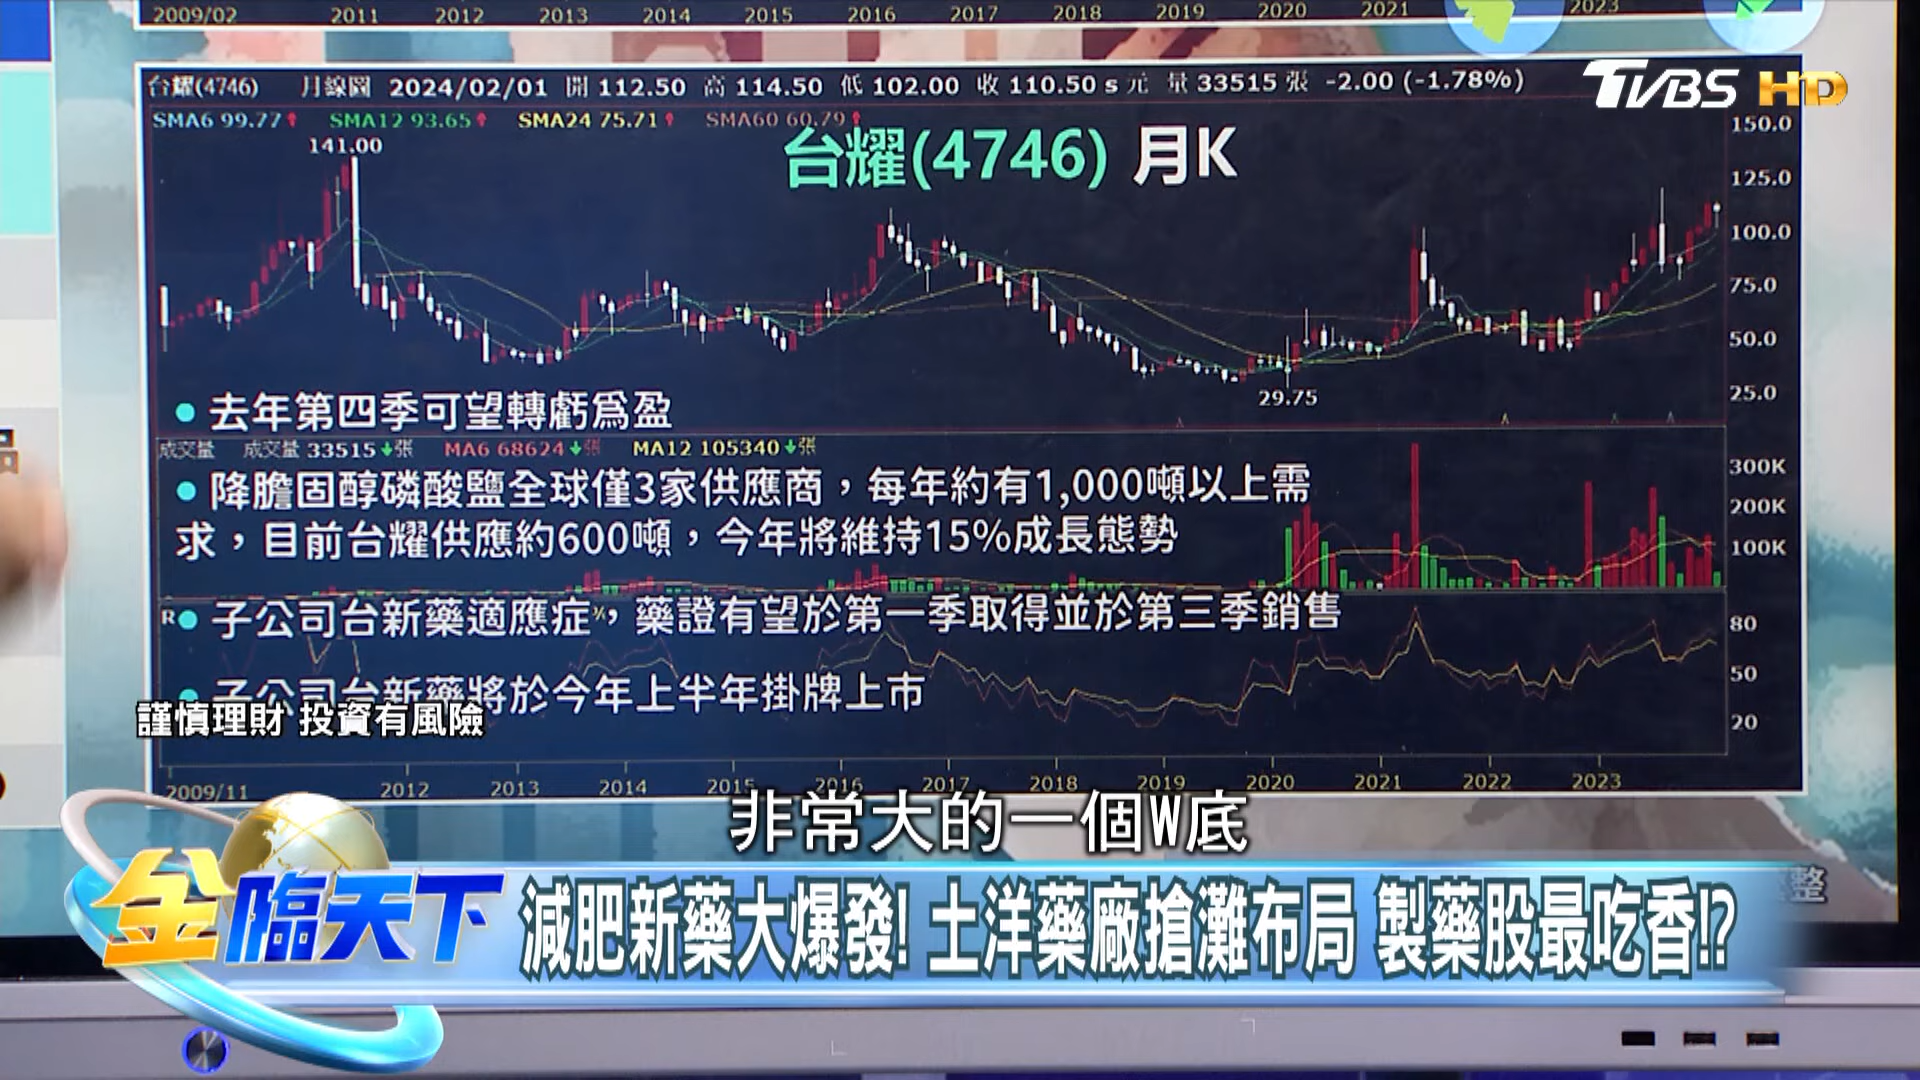 2009/02 2011 2012 2013 2014 2015 2016 2017 2018 2019 2020 2021 2023
台耀(4746) 月線圖 2024/02/01 開 112.50 高 114.50 低 102.00 收 110.50 s 元 量 33515 張 -2.00 (-1.78%)
TVBS HD
SMA6 99.77 SMA12 93.65 SMA24 75.71 SMA60 60.79
141.00
台耀(4746) 月K
150.0
125.0
100.0
75.0
50.0
25.0
29.75
去年第四季可望轉虧為盈
成交量 成交量 33515↓張 MA6 68624↓張 MA12 105340↓張
300K
降膽固醇磷酸鹽全球僅3家供應商，每年約有1,000噸以上需
200K
求，目前台耀供應約600噸，今年將維持15%成長態勢
100K
R
子公司台新藥適應症，藥證有望於第一季取得並於第三季銷售
80
50
20
子公司台新藥將於今年上半年掛牌上市
謹慎理財 投資有風險
2009/11 2012 2013 2014 2015 2016 2017 2018 2019 2020 2021 2022 2023
非常大的一個W底
金臨天下
減肥新藥大爆發! 土洋藥廠搶灘布局 製藥股最吃香!?
整